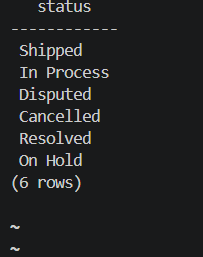 status
------------
Shipped
In Process
Disputed
Cancelled
Resolved
On Hold
(6 rows)
~
~